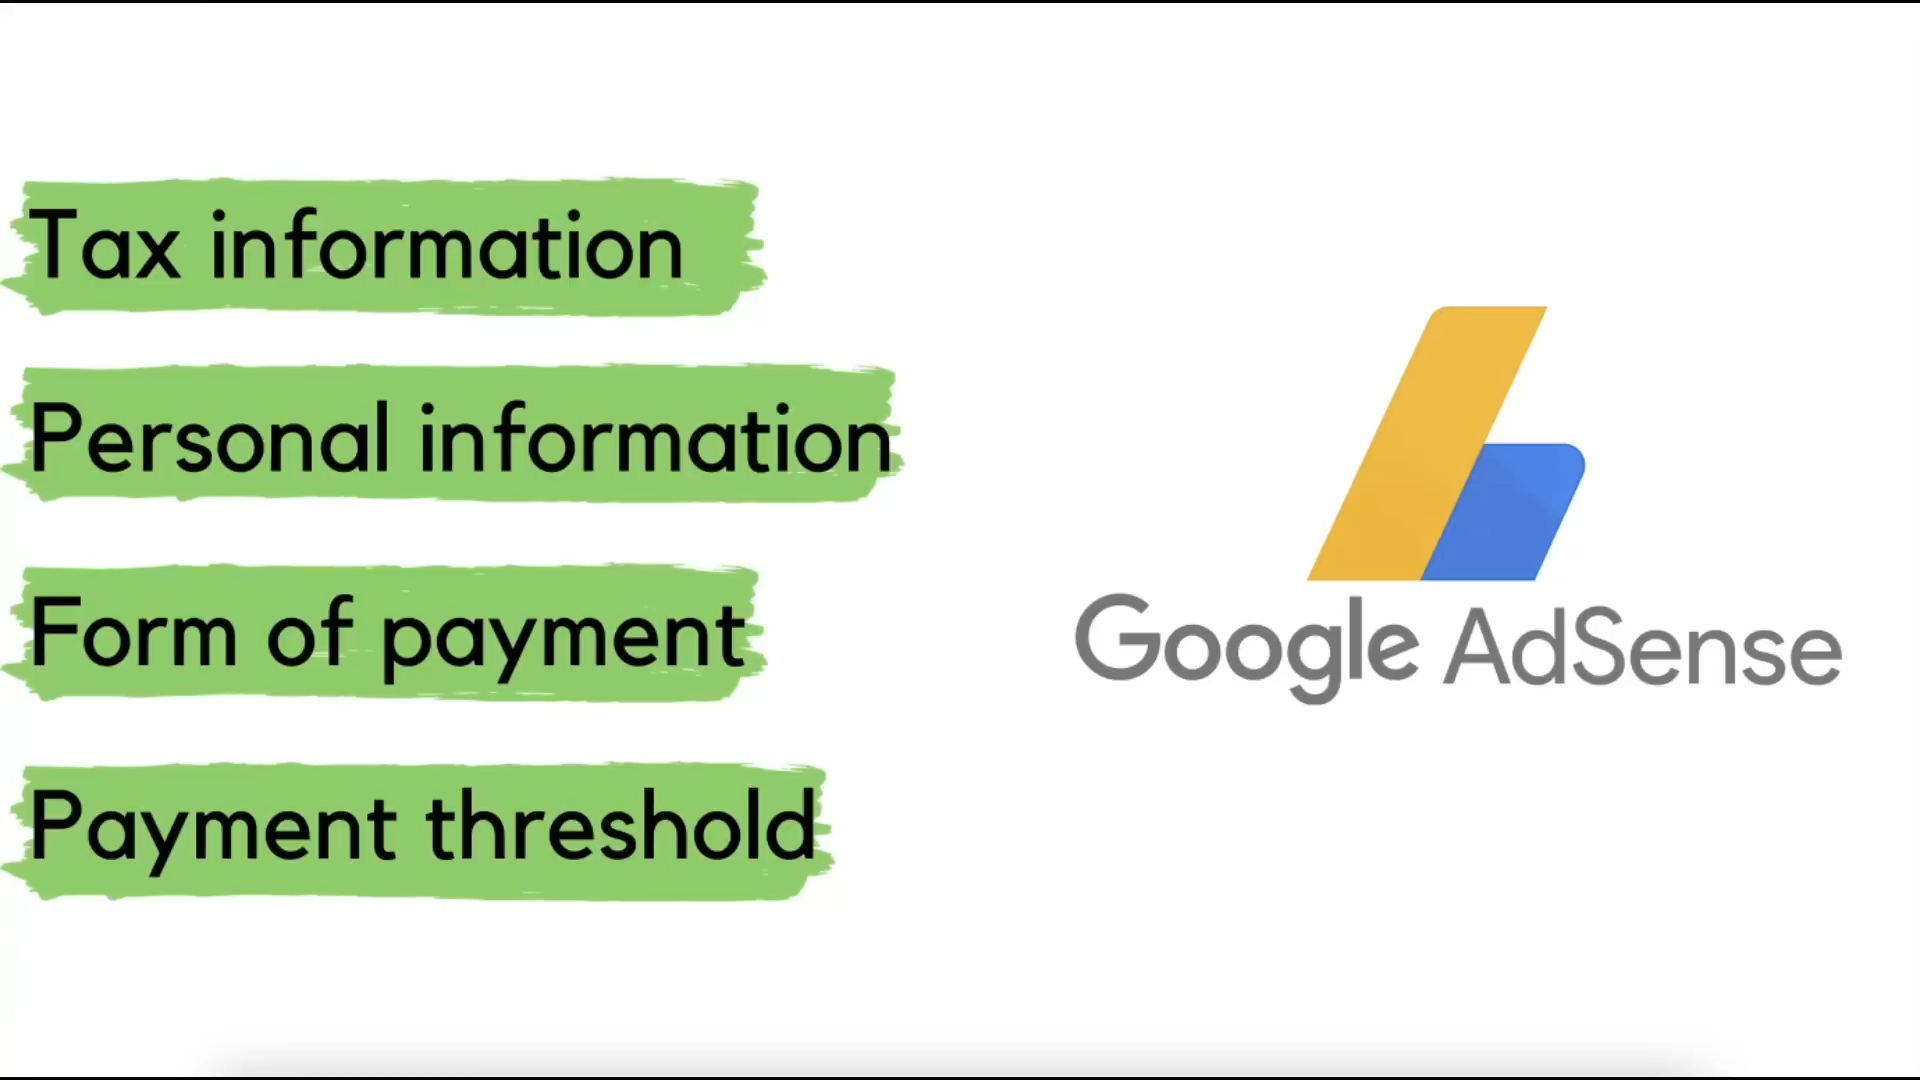 Tax information
Personal information
Form of payment
Payment threshold
Google AdSense